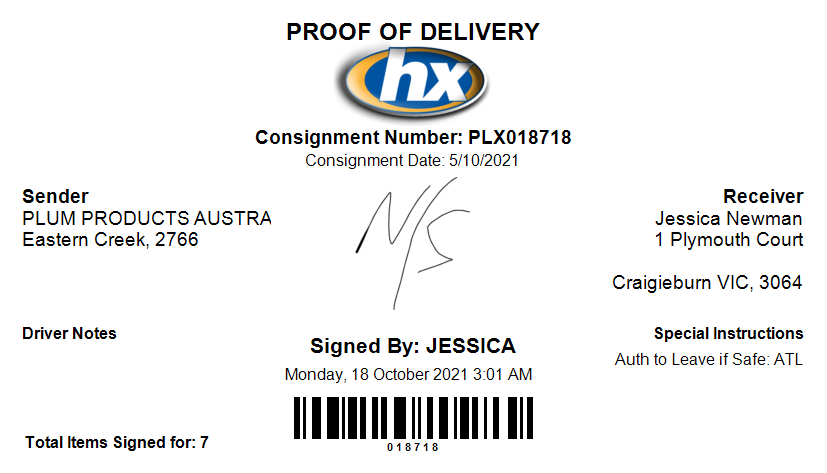 PROOF OF DELIVERY
hx
Consignment Number: PLX018718
Consignment Date: 5/10/2021
Sender
PLUM PRODUCTS AUSTRA
Eastern Creek, 2766
N/S
Receiver
Jessica Newman
1 Plymouth Court
Craigieburn VIC, 3064
Driver Notes
Signed By: JESSICA
Monday, 18 October 2021 3:01 AM
Special Instructions
Auth to Leave if Safe: ATL
Total Items Signed for: 7
018718